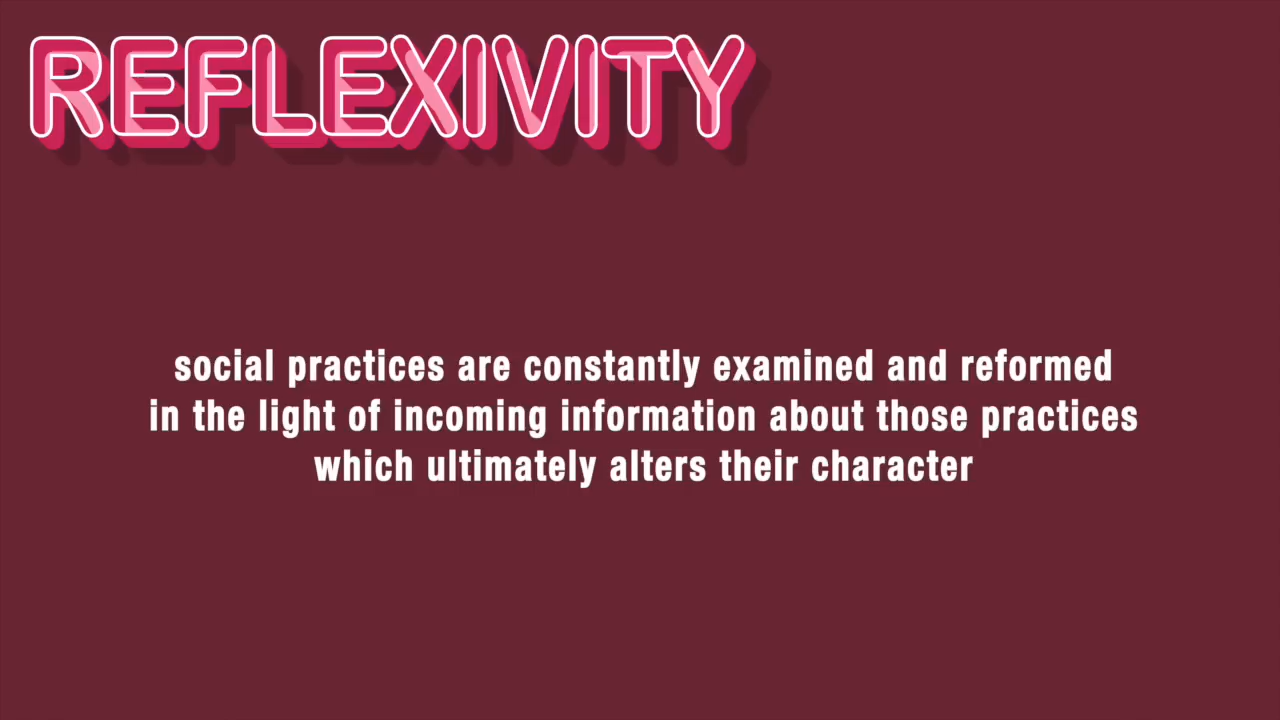 REFLEXIVITY
social practices are constantly examined and reformed
in the light of incoming information about those practices
which ultimately alters their character